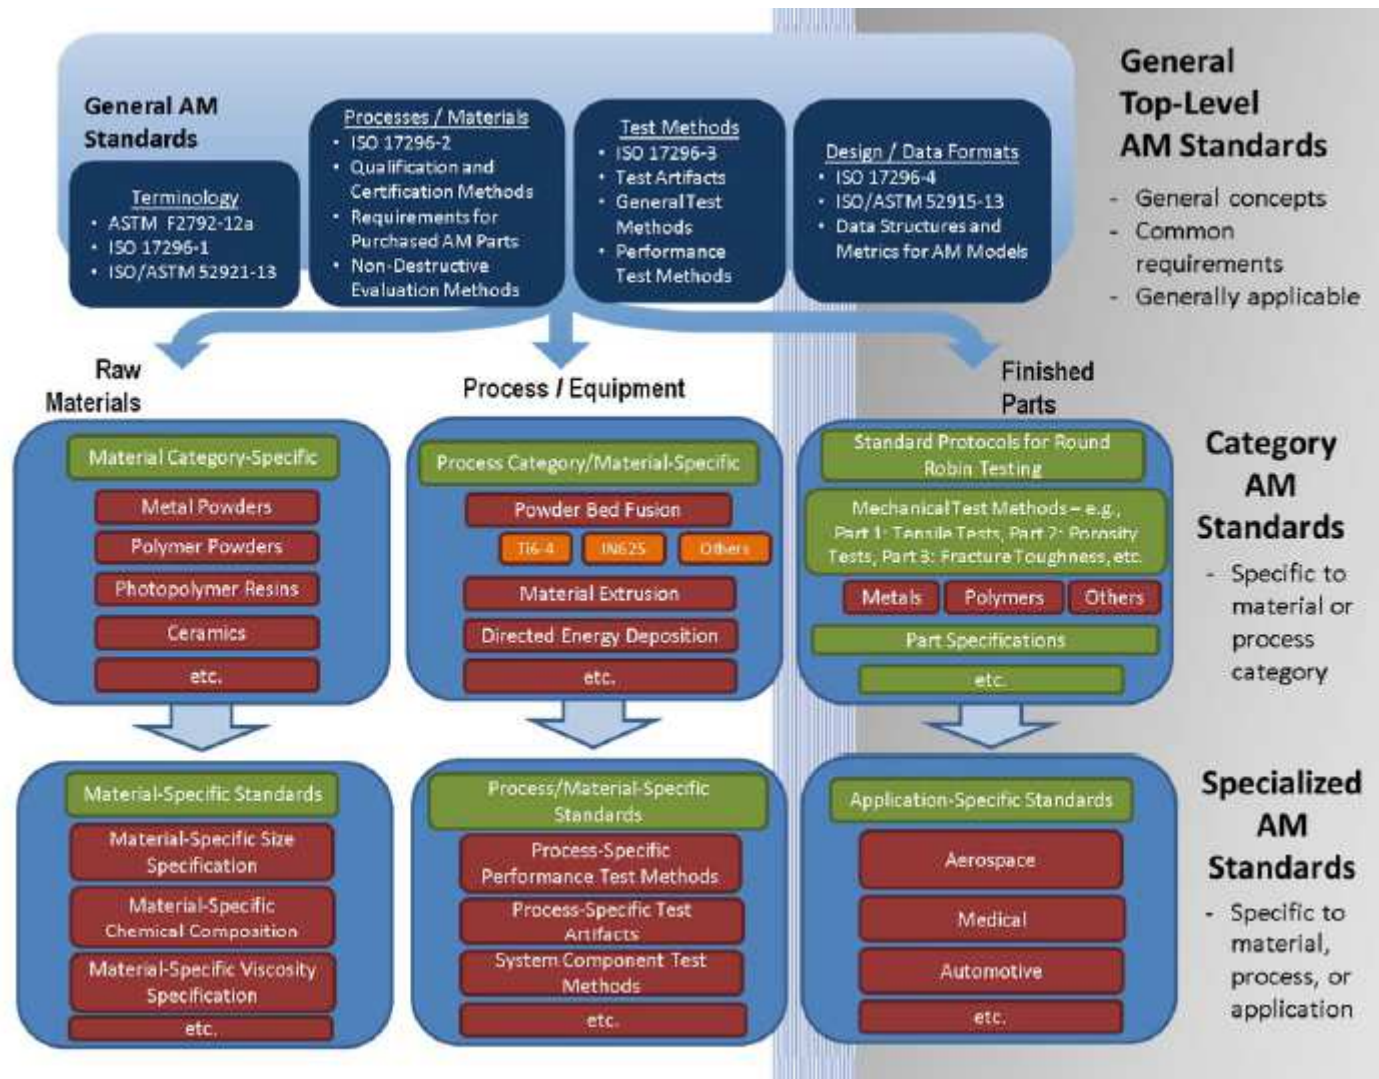 General AM
Standards
Terminology
• ASTM F2792-12a
• ISO 17296-1
• ISO/ASTM 52921-13
Processes / Materials
• ISO 17296-2
• Qualification and
Certification Methods
• Requirements for
Purchased AM Parts
• Non-Destructive
Evaluation Methods
Test Methods
• ISO 17296-3
• Test Artifacts
• General Test
Methods
• Performance
Test Methods
Design / Data Formats
• ISO 17296-4
• ISO/ASTM 52915-13
• Data Structures and
Metrics for AM Models
General
Top-Level
AM Standards
- General concepts
- Common
requirements
- Generally applicable
Raw
Materials
Material Category-Specific
Metal Powders
Polymer Powders
Photopolymer Resins
Ceramics
etc.
Process / Equipment
Process Category/Material-Specific
Powder Bed Fusion
Ti6-4
IN625
Others
Material Extrusion
Directed Energy Deposition
etc.
Finished
Parts
Standard Protocols for Round
Robin Testing
Mechanical Test Methods – e.g.,
Part 1: Tensile Tests, Part 2: Porosity
Tests, Part 3: Fracture Toughness, etc.
Metals
Polymers
Others
Part Specifications
etc.
Category
AM
Standards
- Specific to
material or
process
category
Material-Specific Standards
Material-Specific Size
Specification
Material-Specific
Chemical Composition
Material-Specific Viscosity
Specification
etc.
Process/Material-Specific
Standards
Process-Specific
Performance Test Methods
Process-Specific Test
Artifacts
System Component Test
Methods
etc.
Application-Specific Standards
Aerospace
Medical
Automotive
etc.
Specialized
AM
Standards
- Specific to
material,
process, or
application